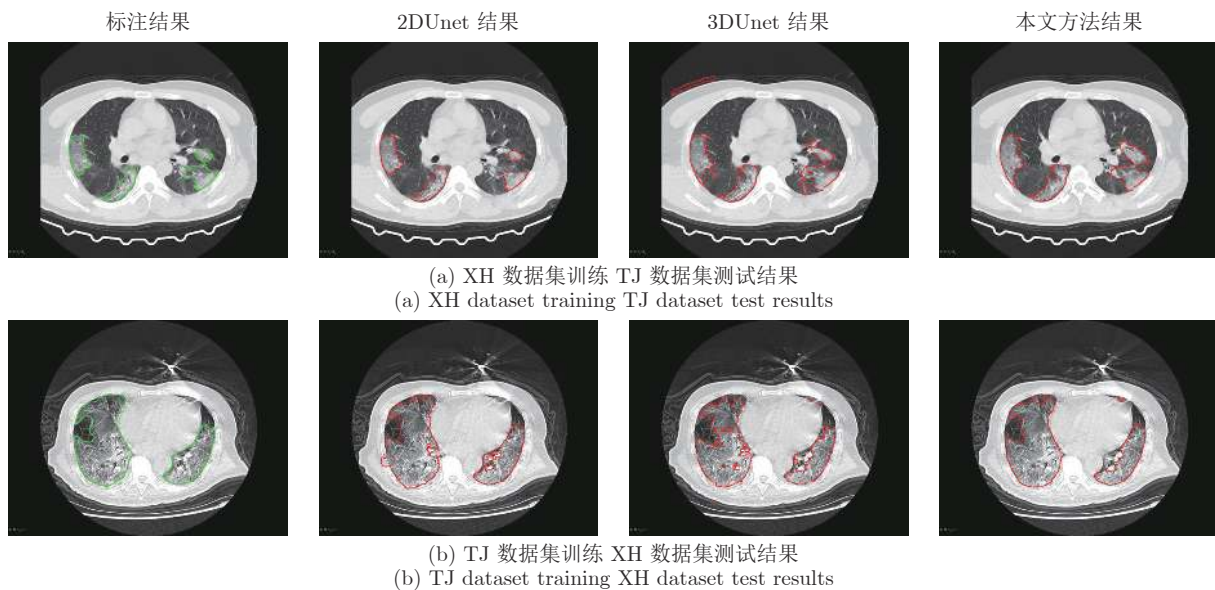 标注结果 2DUnet 结果 3DUnet 结果 本文方法结果
(a) XH 数据集训练 TJ 数据集测试结果
(a) XH dataset training TJ dataset test results
(b) TJ 数据集训练 XH 数据集测试结果
(b) TJ dataset training XH dataset test results